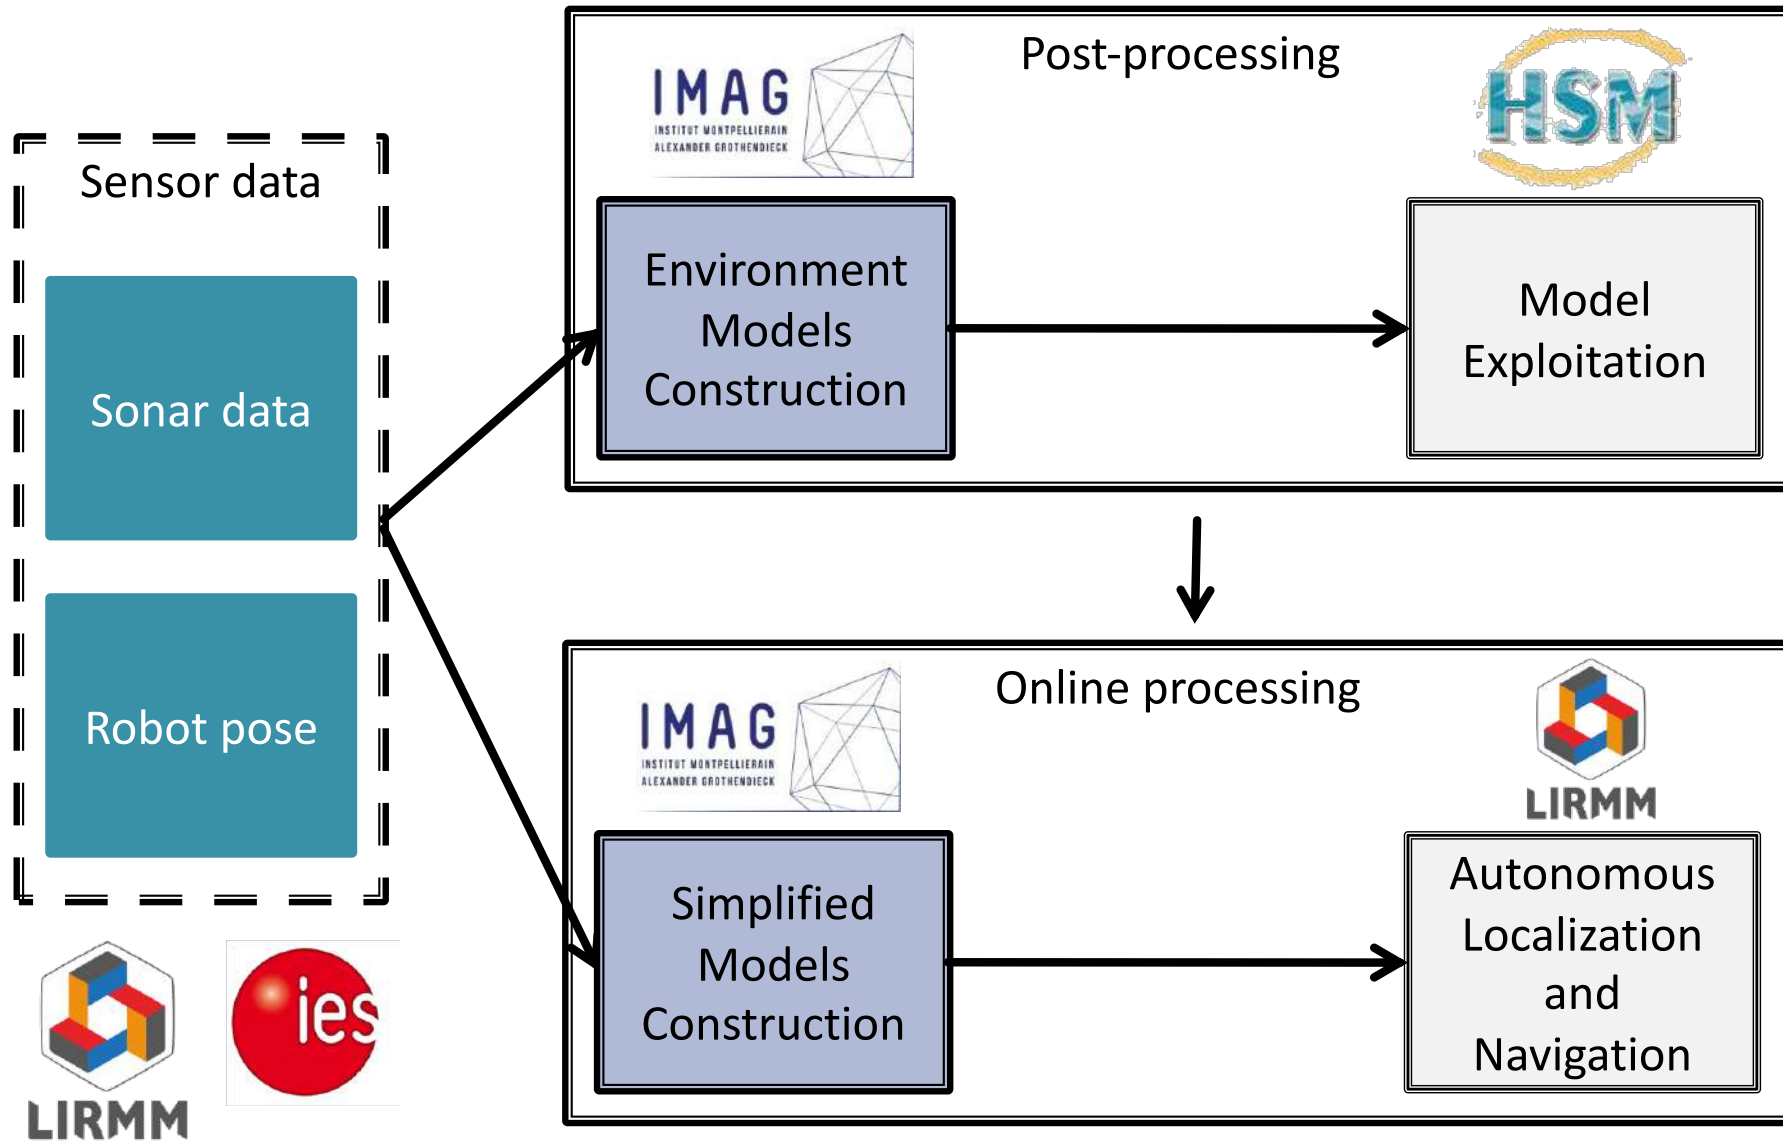 Sensor data
Sonar data
Robot pose
LIRMM
ies
Post-processing
IMAG
INSTITUT MONTPELLIERAIN
ALEXANDER GROTHENDIECK
HSM
Environment
Models
Construction
Model
Exploitation
Online processing
IMAG
INSTITUT MONTPELLIERAIN
ALEXANDER GROTHENDIECK
LIRMM
Simplified
Models
Construction
Autonomous
Localization
and
Navigation